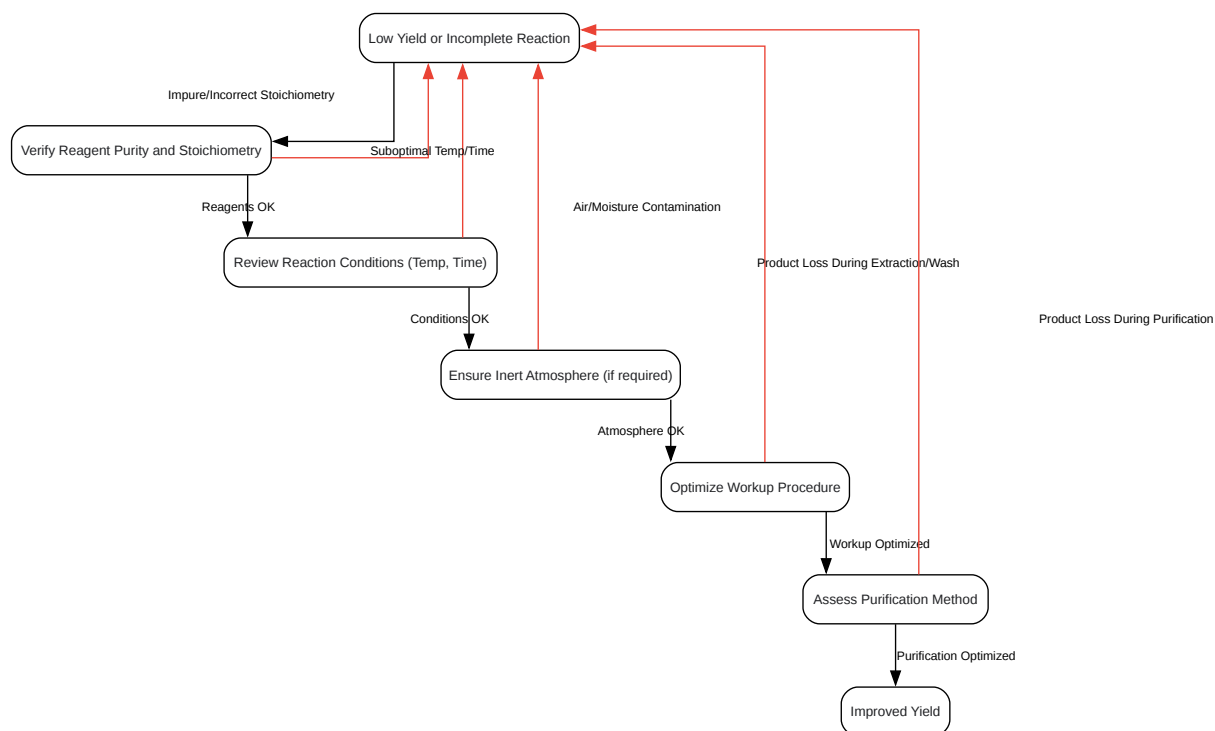 Low Yield or Incomplete Reaction
Impure/Incorrect Stoichiometry
Verify Reagent Purity and Stoichiometry
Suboptimal Temp/Time
Reagents OK
Air/Moisture Contamination
Review Reaction Conditions (Temp, Time)
Product Loss During Extraction/Wash
Conditions OK
Product Loss During Purification
Ensure Inert Atmosphere (if required)
Atmosphere OK
Optimize Workup Procedure
Workup Optimized
Assess Purification Method
Purification Optimized
Improved Yield